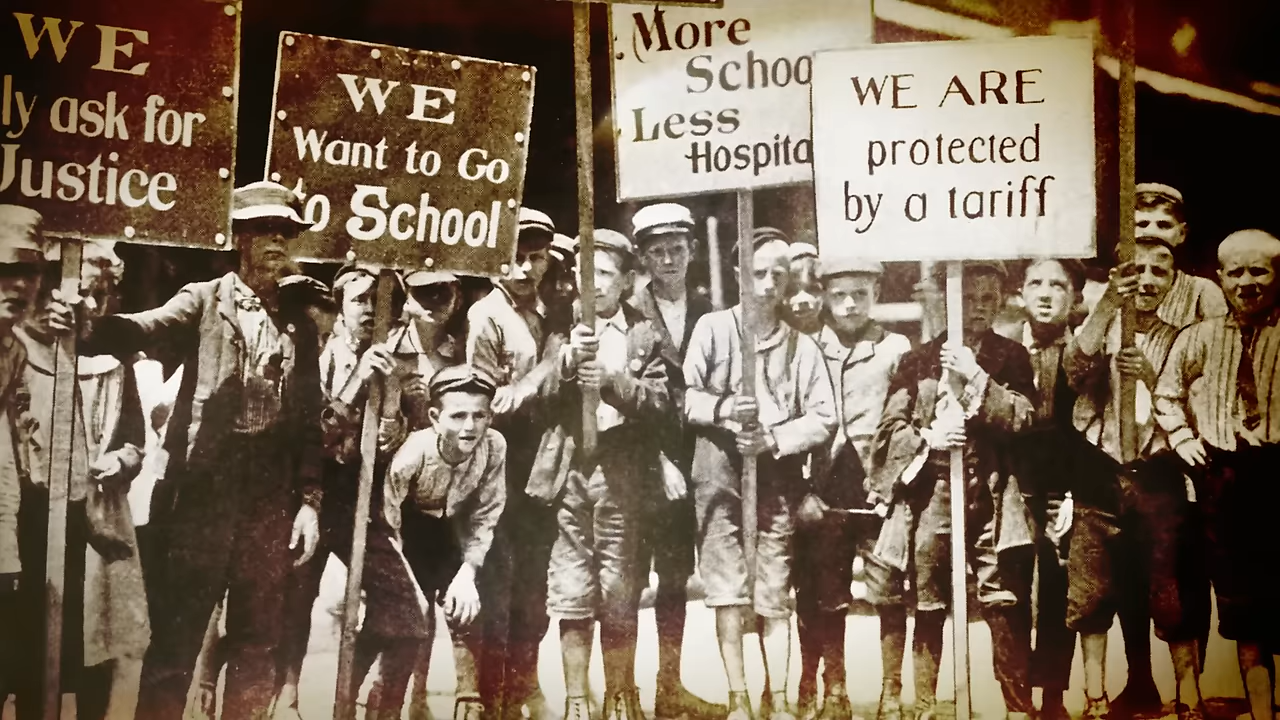 WE
ly ask for
Justice
WE
Want to Go
to School
More
Schoo
Less
Hospita
WE ARE
protected
by a tariff